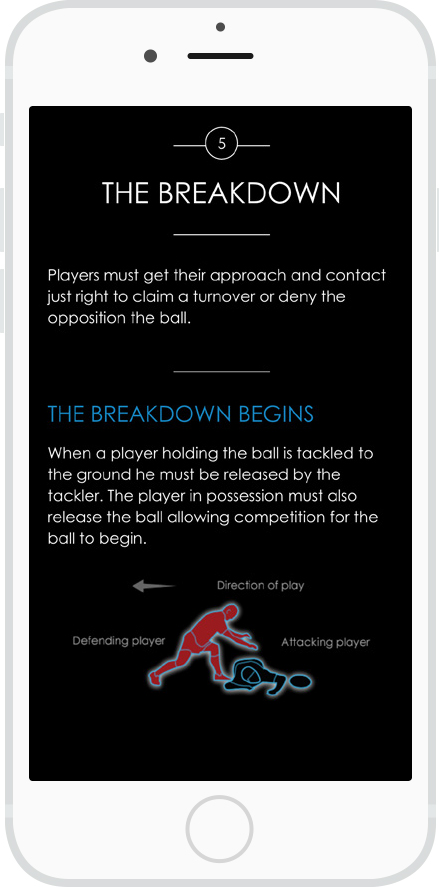 5
THE BREAKDOWN
Players must get their approach and contact
just right to claim a turnover or deny the
opposition the ball.
THE BREAKDOWN BEGINS
When a player holding the ball is tackled to
the ground he must be released by the
tackler. The player in possession must also
release the ball allowing competition for the
ball to begin.
Direction of play
Defending player
Attacking player